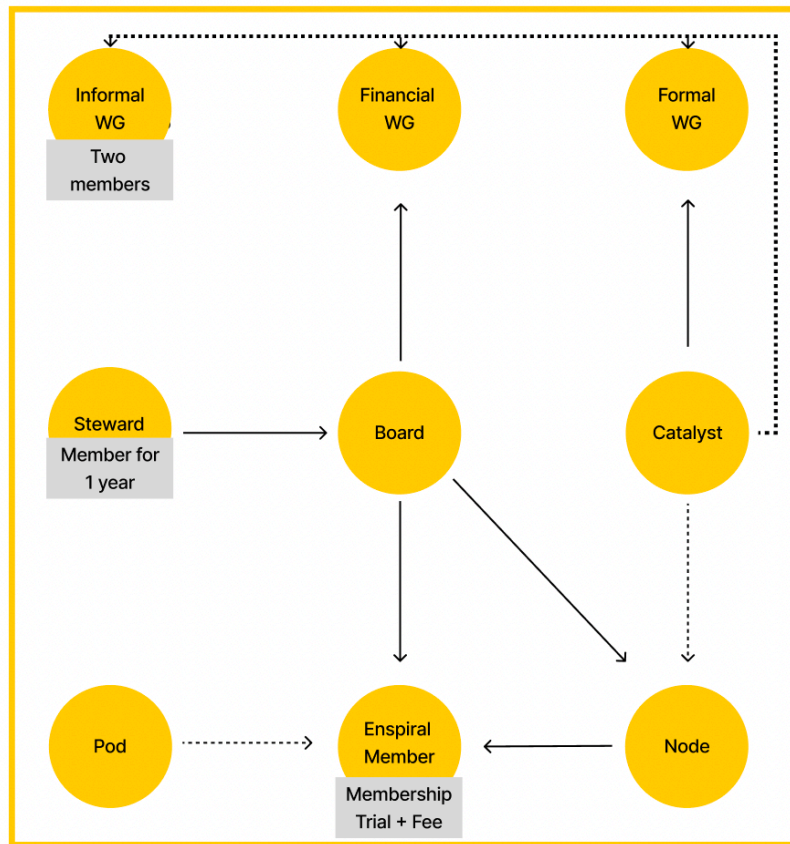 Informal
WG
Two
members
Financial
WG
Formal
WG
Steward
Member for
1 year
Board
Catalyst
Pod
Enspiral
Member
Membership
Trial + Fee
Node